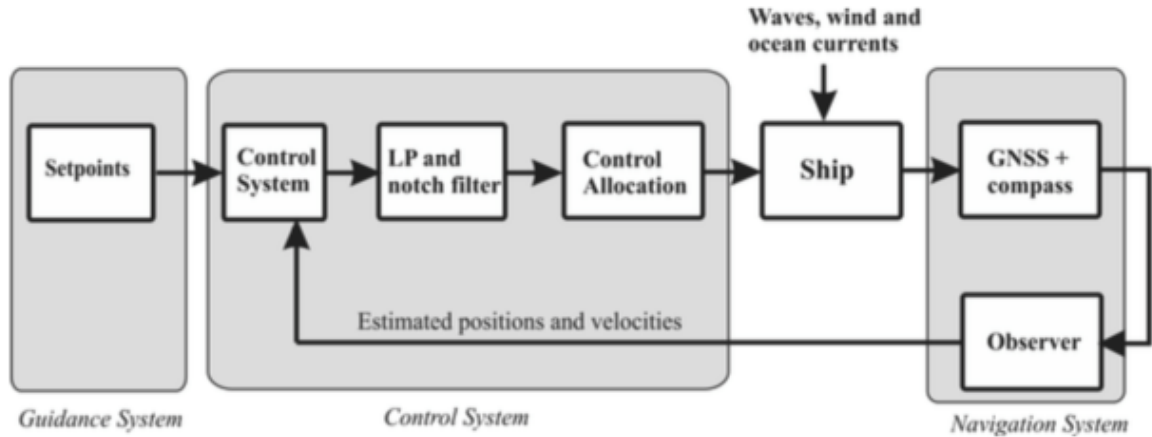 Waves, wind and
ocean currents
Setpoints
Control
System
LP and
notch filter
Control
Allocation
Ship
GNSS +
compass
Estimated positions and velocities
Observer
Guidance System
Control System
Navigation System